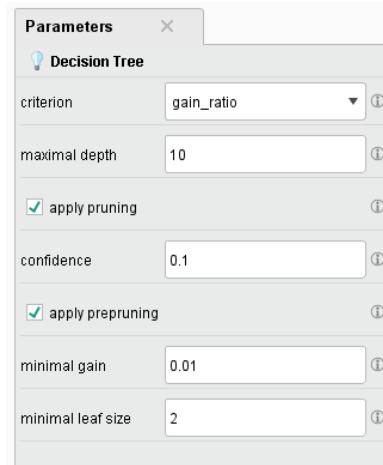 Parameters
Decision Tree
criterion gain_ratio
maximal depth 10
apply pruning
confidence 0.1
apply prepruning
minimal gain 0.01
minimal leaf size 2